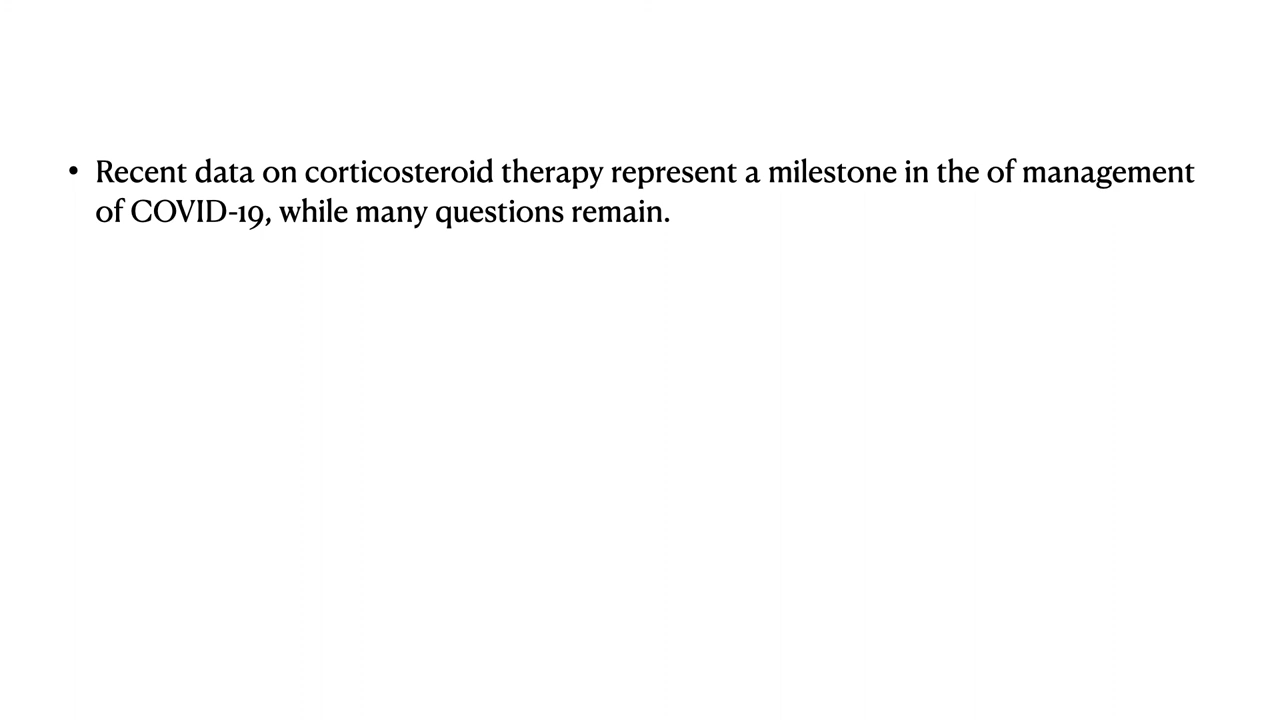 • Recent data on corticosteroid therapy represent a milestone in the of management
of COVID-19, while many questions remain.